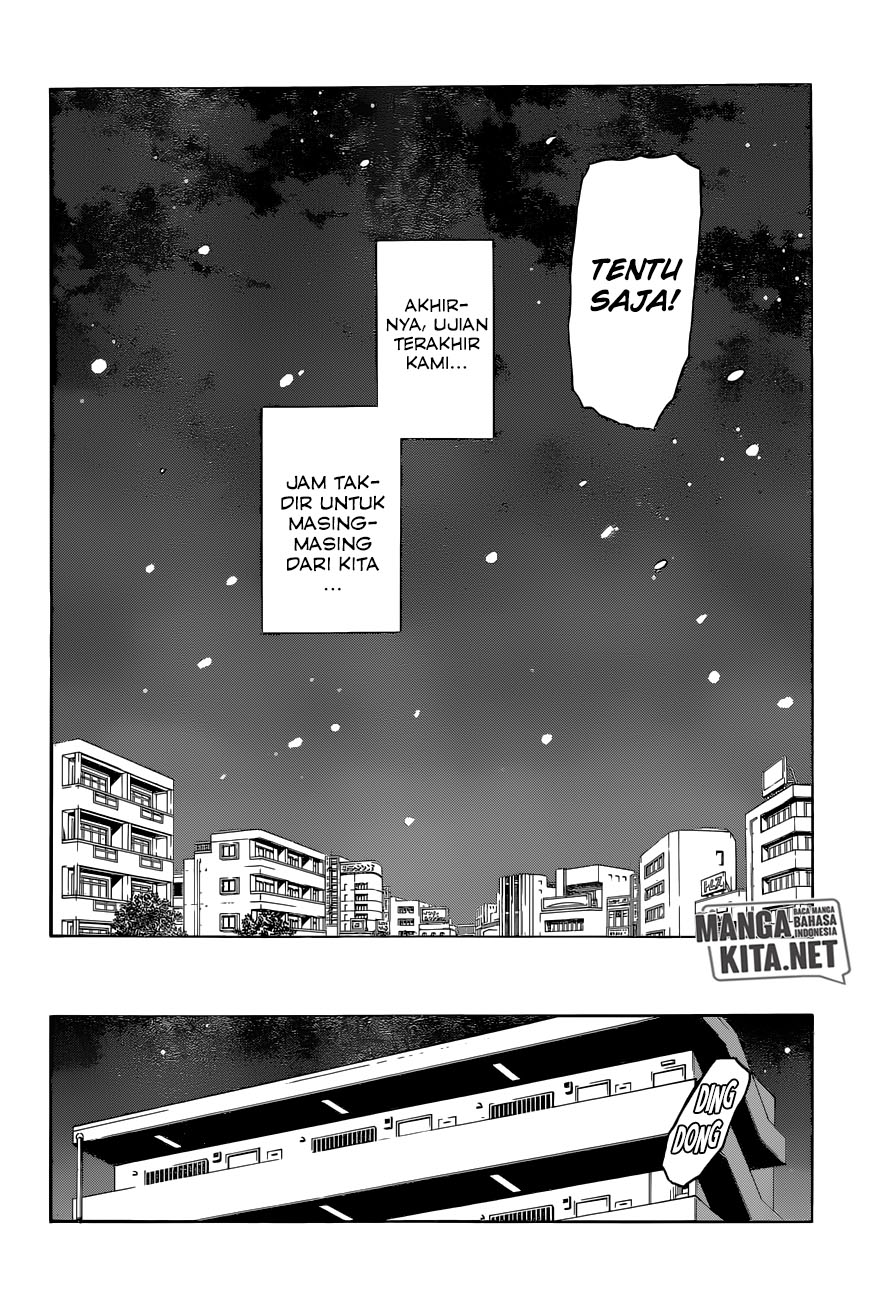 TENTU
SAJA!
AKHIR-
NYA, UJIAN
TERAKHIR
KAMI...
JAM TAK-
DIR UNTUK
MASING-
MASING
DARI KITA
...
MANGA
BACA MANGA
BAHASA
INDONESIA
KITA.NET
DING
DONG